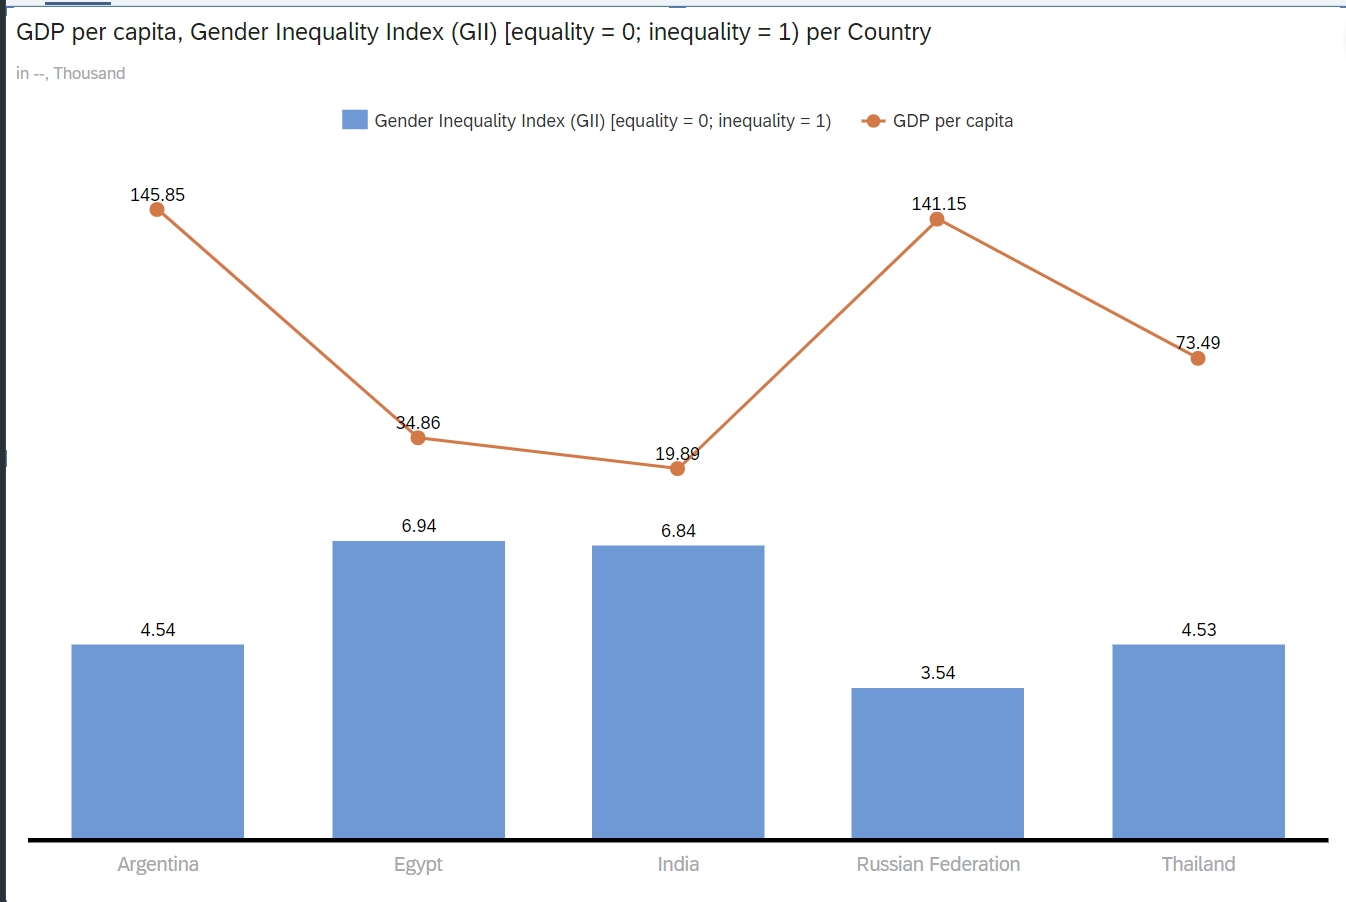 GDP per capita, Gender Inequality Index (GII) [equality = 0; inequality = 1) per Country
in --, Thousand
Gender Inequality Index (GII) [equality = 0; inequality = 1) GDP per capita
145.85
141.15
73.49
34.86
19.89
6.94
6.84
4.54
4.53
3.54
Argentina Egypt India Russian Federation Thailand